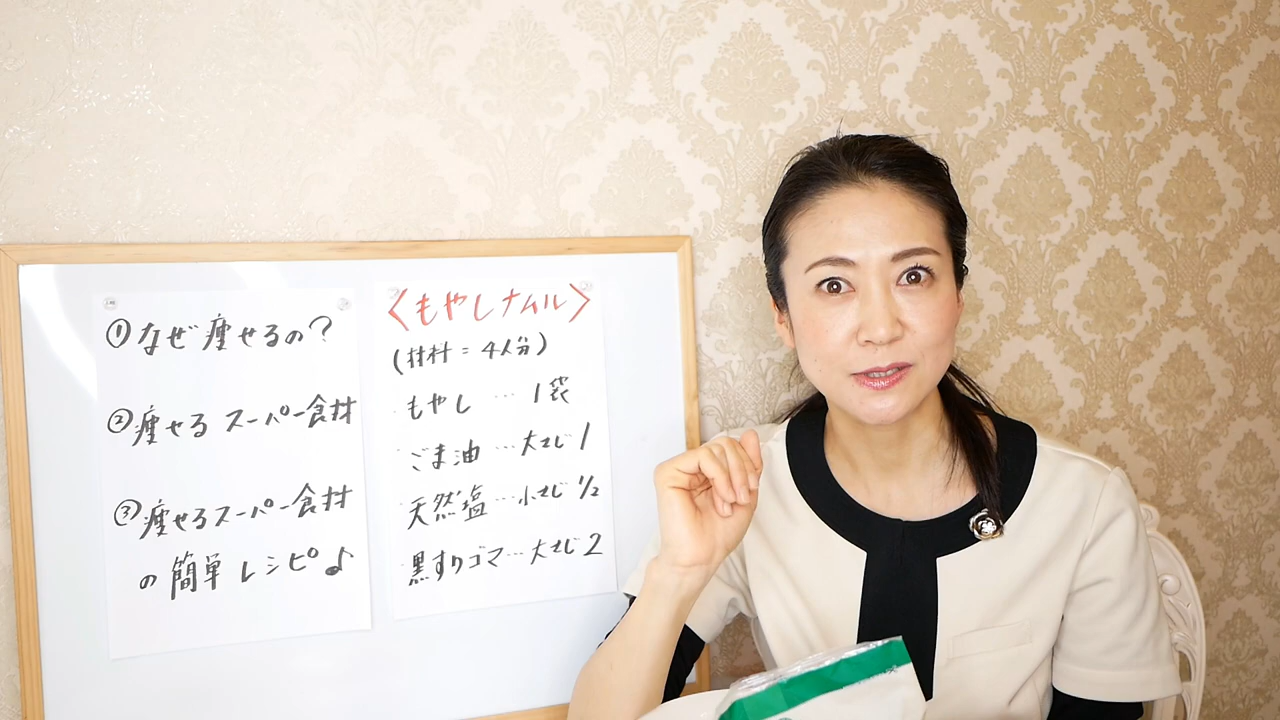 ①なぜ痩せるの？
②痩せるスーパー食材
③痩せるスーパー食材
の簡単レシピ♪
〈もやしナムル〉
(材料=4人分)
もやし…1袋
ごま油…大さじ1
天然塩…小さじ1/2
黒すりゴマ…大さじ2